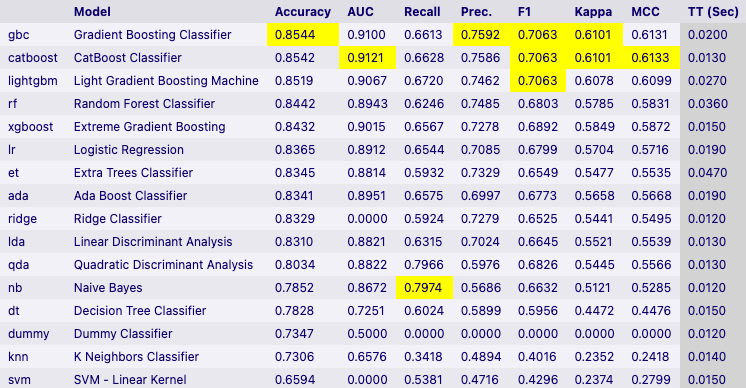 Model Accuracy AUC Recall Prec. F1 Kappa MCC TT (Sec)
gbc Gradient Boosting Classifier 0.8544 0.9100 0.6613 0.7592 0.7063 0.6101 0.6131 0.0200
catboost CatBoost Classifier 0.8542 0.9121 0.6628 0.7586 0.7063 0.6101 0.6133 0.0130
lightgbm Light Gradient Boosting Machine 0.8519 0.9067 0.6720 0.7462 0.7063 0.6078 0.6099 0.0270
rf Random Forest Classifier 0.8442 0.8943 0.6246 0.7485 0.6803 0.5785 0.5831 0.0360
xgboost Extreme Gradient Boosting 0.8432 0.9015 0.6567 0.7278 0.6892 0.5849 0.5872 0.0150
lr Logistic Regression 0.8365 0.8912 0.6544 0.7085 0.6799 0.5704 0.5716 0.0190
et Extra Trees Classifier 0.8345 0.8814 0.5932 0.7329 0.6549 0.5477 0.5535 0.0470
ada Ada Boost Classifier 0.8341 0.8951 0.6575 0.6997 0.6773 0.5658 0.5668 0.0190
ridge Ridge Classifier 0.8329 0.0000 0.5924 0.7279 0.6525 0.5441 0.5495 0.0120
lda Linear Discriminant Analysis 0.8310 0.8821 0.6315 0.7024 0.6645 0.5521 0.5539 0.0130
qda Quadratic Discriminant Analysis 0.8034 0.8822 0.7966 0.5976 0.6826 0.5445 0.5566 0.0130
nb Naive Bayes 0.7852 0.8672 0.7974 0.5686 0.6632 0.5121 0.5285 0.0120
dt Decision Tree Classifier 0.7828 0.7251 0.6024 0.5899 0.5956 0.4472 0.4476 0.0150
dummy Dummy Classifier 0.7347 0.5000 0.0000 0.0000 0.0000 0.0000 0.0000 0.0120
knn K Neighbors Classifier 0.7306 0.6576 0.3418 0.4894 0.4016 0.2352 0.2418 0.0140
svm SVM - Linear Kernel 0.6594 0.0000 0.5381 0.4716 0.4296 0.2374 0.2799 0.0150